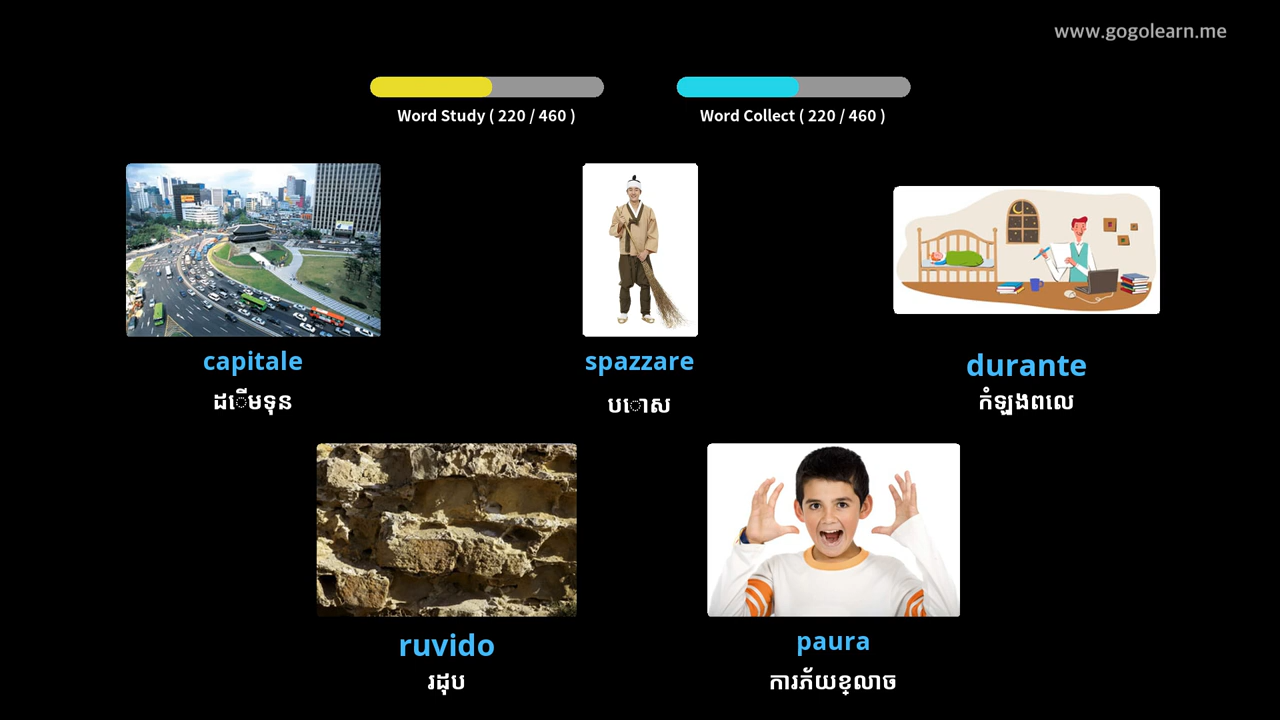 www.gogolearn.me
Word Study ( 220 / 460 )
Word Collect ( 220 / 460 )
capitale
ដើមទុន
spazzare
បោស
durante
កំឡុងពេល
ruvido
រដុប
paura
ការភ័យខ្លាច